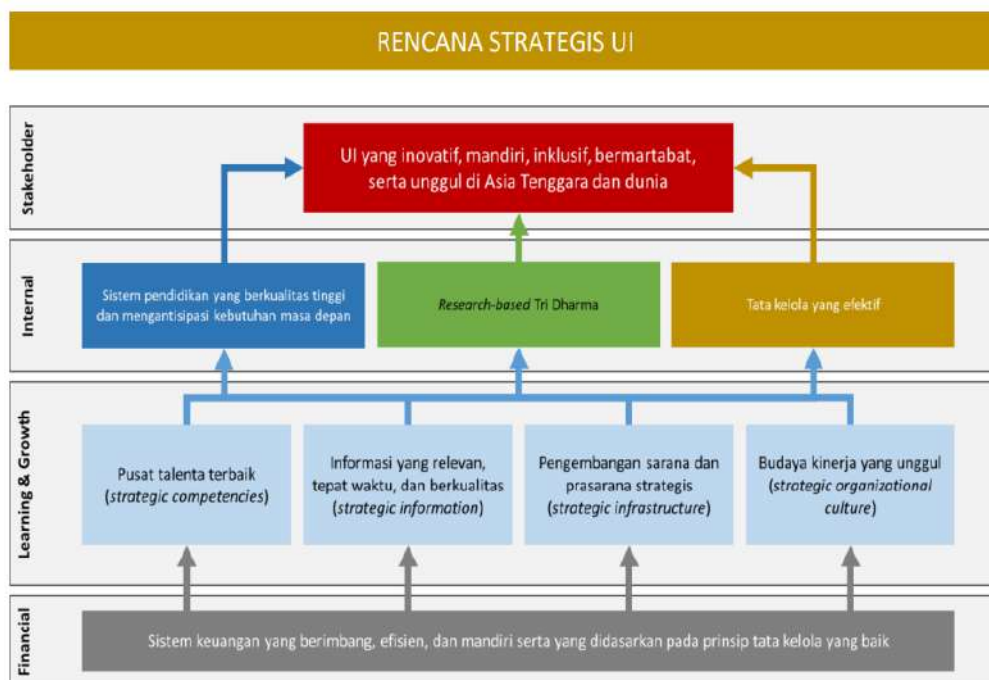 RENCANA STRATEGIS UI
Stakeholder
UI yang inovatif, mandiri, inklusif, bermartabat,
serta unggul di Asia Tenggara dan dunia
Internal
Sistem pendidikan yang berkualitas tinggi
dan mengantisipasi kebutuhan masa depan
Research-based Tri Dharma
Tata kelola yang efektif
Learning & Growth
Pusat talenta terbaik
(strategic competencies)
Informasi yang relevan,
tepat waktu, dan berkualitas
(strategic information)
Pengembangan sarana dan
prasarana strategis
(strategic infrastructure)
Budaya kinerja yang unggul
(strategic organizational
culture)
Financial
Sistem keuangan yang berimbang, efisien, dan mandiri serta yang didasarkan pada prinsip tata kelola yang baik